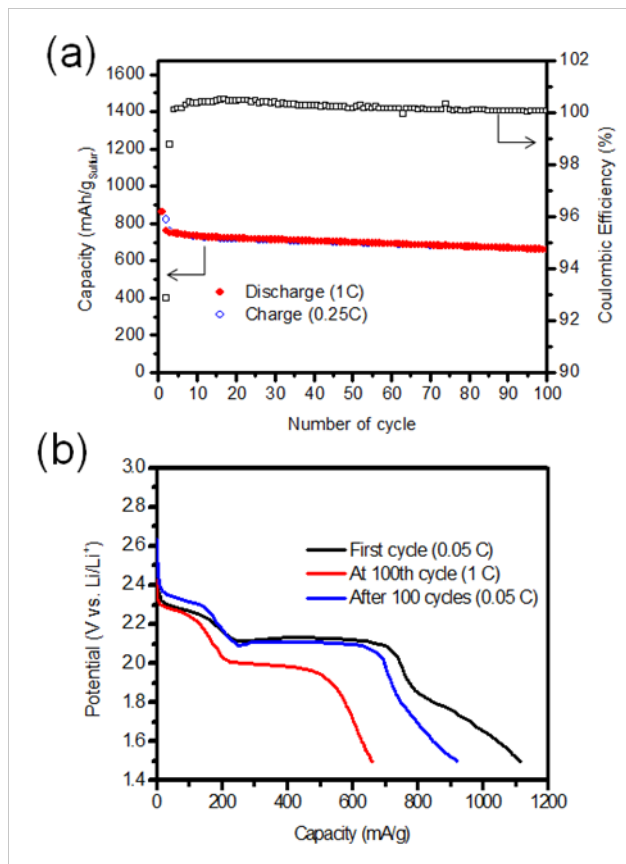 (a)
1600
1400
1200
1000
800
600
400
200
0
Capacity (mAh/gsulfur)
102
100
98
96
94
92
90
Coulombic Efficiency (%)
Discharge (1C)
Charge (0.25C)
0 10 20 30 40 50 60 70 80 90 100
Number of cycle
(b)
3.0
2.8
2.6
2.4
2.2
2.0
1.8
1.6
1.4
Potential (V vs. Li/Li+)
First cycle (0.05 C)
At 100th cycle (1 C)
After 100 cycles (0.05 C)
0 200 400 600 800 1000 1200
Capacity (mA/g)